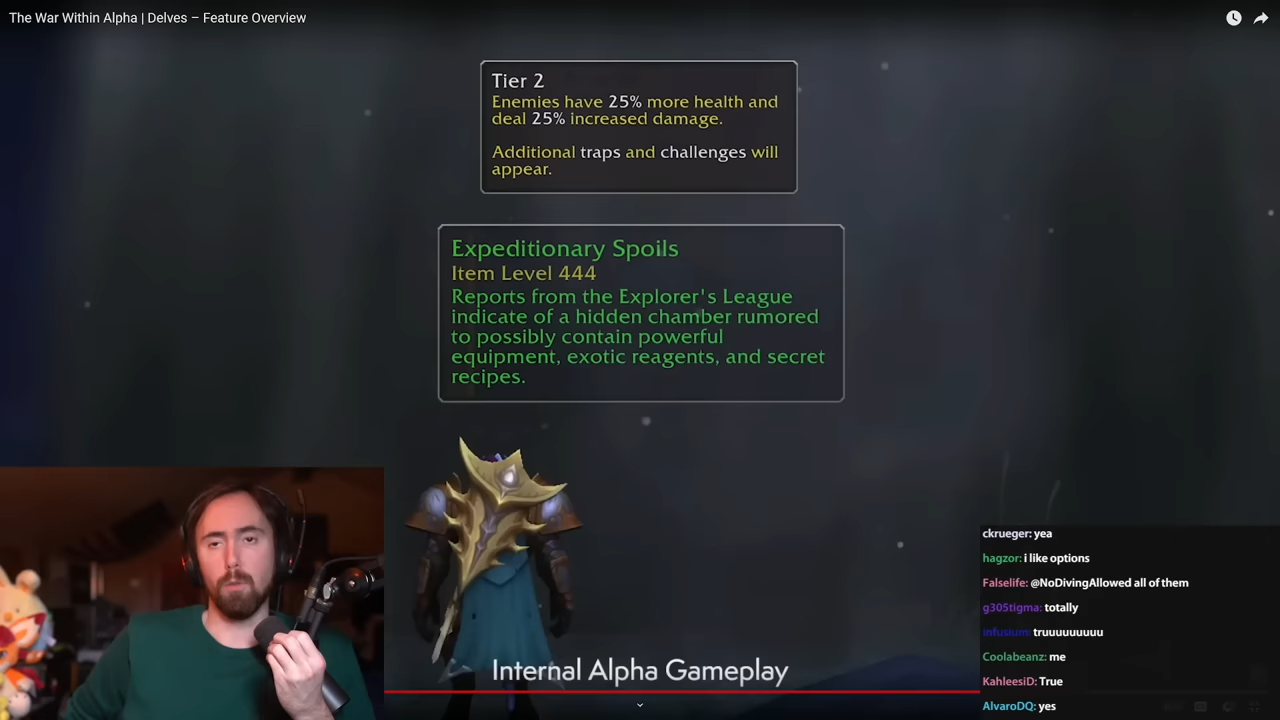 The War Within Alpha | Delves – Feature Overview
Tier 2
Enemies have 25% more health and
deal 25% increased damage.
Additional traps and challenges will
appear.
Expeditionary Spoils
Item Level 444
Reports from the Explorer's League
indicate of a hidden chamber rumored
to possibly contain powerful
equipment, exotic reagents, and secret
recipes.
Internal Alpha Gameplay
ckrueger: yea
hagzor: i like options
Falselife: @NoDivingAllowed all of them
g305tigma: totally
infusium: truuuuuuuuu
Coolabeanz: me
KahleesiD: True
AlvaroDQ: yes